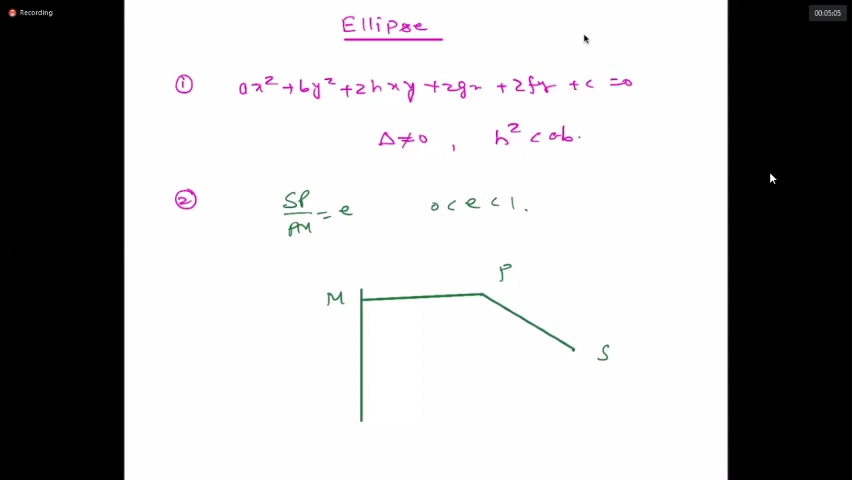 Recording
00:05:05
Ellipse
① ax² + by² + 2hxy + 2gx + 2fy + c = 0
Δ ≠ 0 , h² < ab.
② SP/PM = e 0 < e < 1.
P
M
S